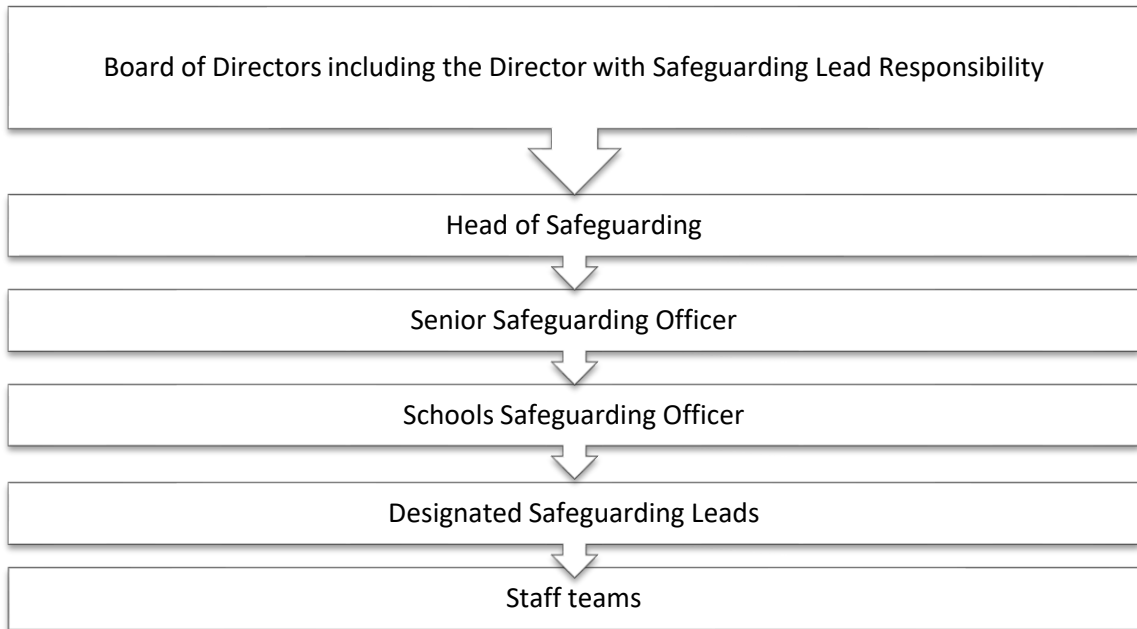 Board of Directors including the Director with Safeguarding Lead Responsibility
Head of Safeguarding
Senior Safeguarding Officer
Schools Safeguarding Officer
Designated Safeguarding Leads
Staff teams